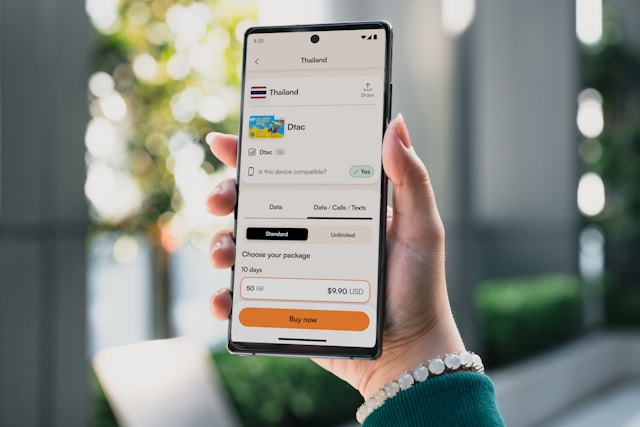 9:30
Thailand
Thailand
Share
Dtac
Dtac 5G
Is this device compatible?
Yes
Data
Data / Calls / Texts
Standard
Unlimited
Choose your package
10 days
50 GB
$9.90 USD
Buy now